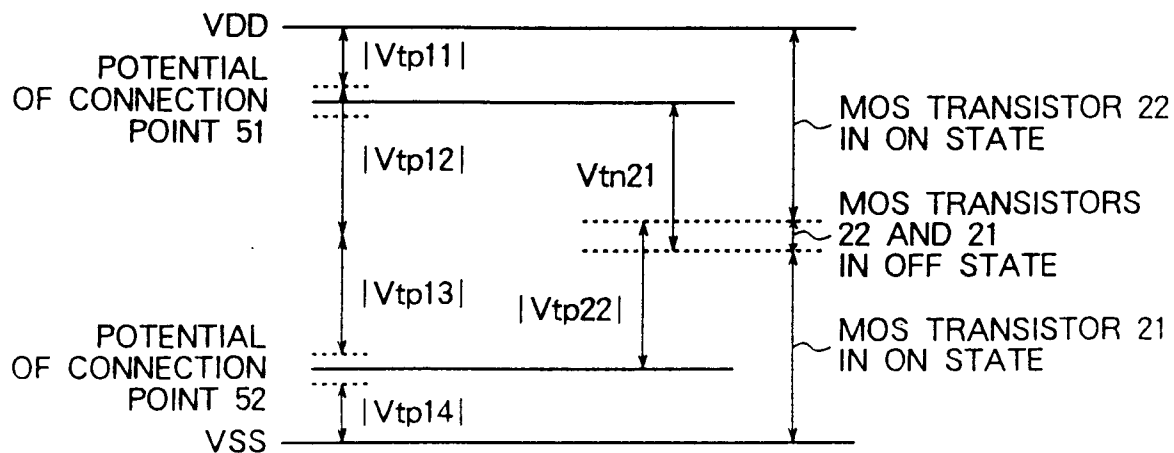 VDD
|Vtp11|
POTENTIAL
OF CONNECTION
POINT 51
|Vtp12|
Vtn21
MOS TRANSISTOR 22
IN ON STATE
MOS TRANSISTORS
22 AND 21
IN OFF STATE
|Vtp13|
|Vtp22|
POTENTIAL
OF CONNECTION
POINT 52
MOS TRANSISTOR 21
IN ON STATE
|Vtp14|
VSS